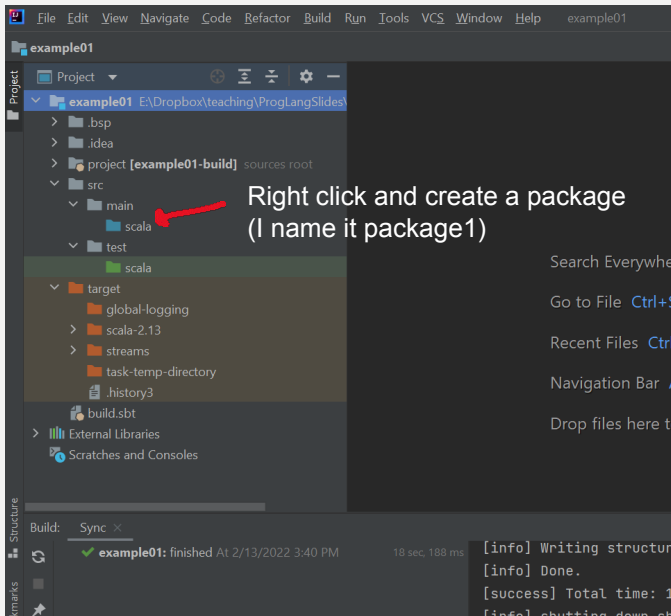 File Edit View Navigate Code Refactor Build Run Tools VCS Window Help example01
example01
Project
Project
example01 E:\Dropbox\teaching\ProgLangSlides\
.bsp
.idea
project [example01-build] sources root
src
main
scala
test
scala
target
global-logging
scala-2.13
streams
task-temp-directory
.history3
build.sbt
External Libraries
Scratches and Consoles
Right click and create a package
(I name it package1)
Search Everywhe
Go to File Ctrl+S
Recent Files Ctr
Navigation Bar
Drop files here t
Structure
Build: Sync
example01: finished At 2/13/2022 3:40 PM 18 sec, 188 ms
[info] Writing structur
[info] Done.
[success] Total time: 1
[info] shutting down
kmarks